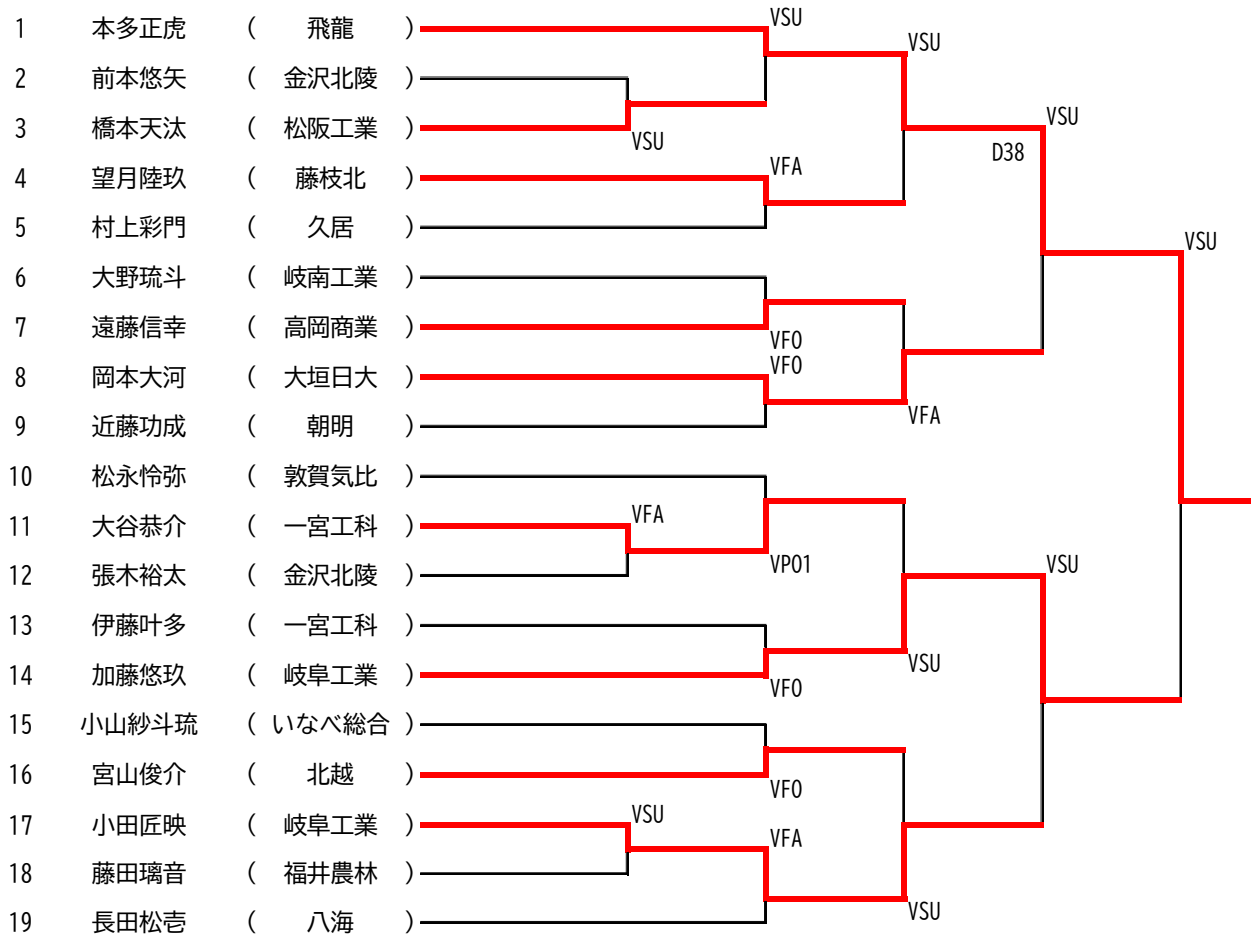 1 本多正虎 ( 飛龍 ) VSU
VSU
2 前本悠矢 ( 金沢北陵 )
3 橋本天汰 ( 松阪工業 ) VSU
VSU
D38
4 望月陸玖 ( 藤枝北 ) VFA
5 村上彩門 ( 久居 )
VSU
6 大野琉斗 ( 岐南工業 )
7 遠藤信幸 ( 高岡商業 ) VFO
8 岡本大河 ( 大垣日大 ) VFO
9 近藤功成 ( 朝明 )
VFA
10 松永怜弥 ( 敦賀気比 )
11 大谷恭介 ( 一宮工科 ) VFA
12 張木裕太 ( 金沢北陵 ) VPO1
VSU
13 伊藤叶多 ( 一宮工科 )
VSU
14 加藤悠玖 ( 岐阜工業 ) VFO
15 小山紗斗琉 ( いなべ総合 )
16 宮山俊介 ( 北越 ) VFO
17 小田匠映 ( 岐阜工業 ) VSU
VFA
18 藤田璃音 ( 福井農林 )
19 長田松壱 ( 八海 )
VSU